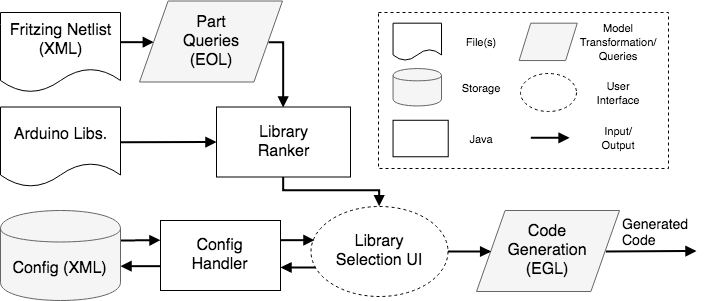 Fritzing Netlist
(XML)
Part
Queries
(EOL)
File(s)
Model
Transformation/
Queries
Storage
User
Interface
Java
Input/
Output
Arduino Libs.
Library
Ranker
Config (XML)
Config
Handler
Library
Selection UI
Code
Generation
(EGL)
Generated
Code